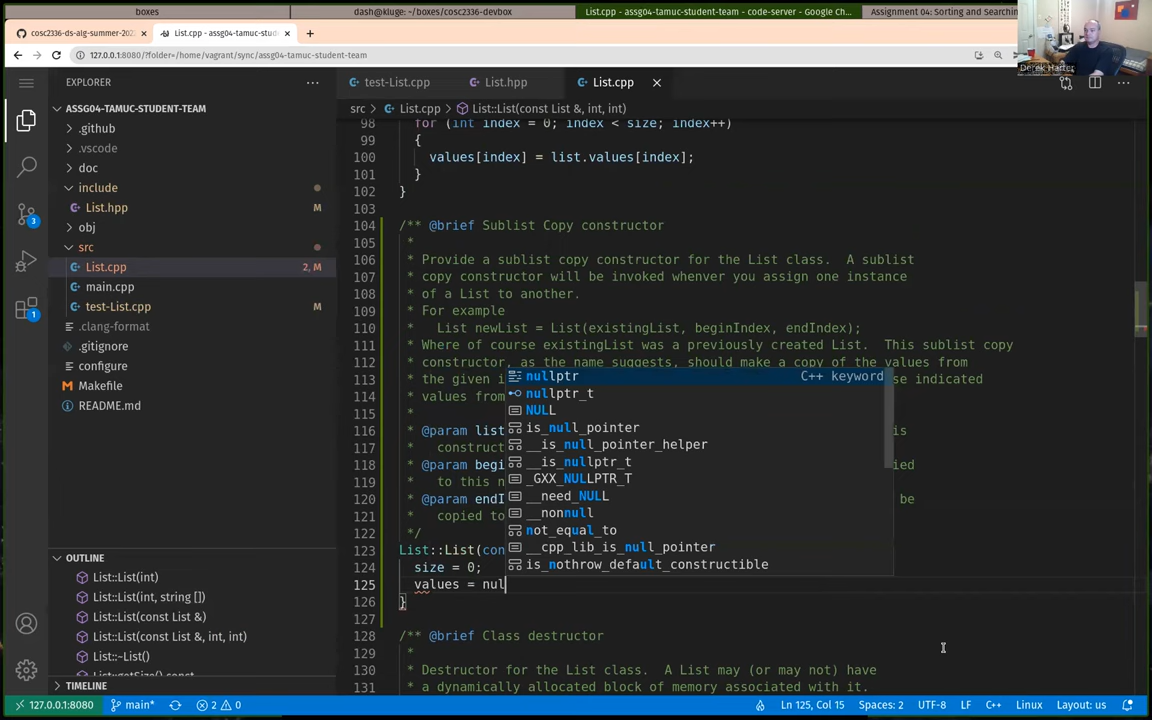 boxes
dash@kluge: ~/boxes/cosc2336-devbox
List.cpp - assg04-tamuc-student-team - code-server - Google Ch...
Assignment 04: Sorting and Searching
cosc2336-ds-alg-summer-202
List.cpp - assg04-tamuc-stude
127.0.0.1:8080/?folder=/home/vagrant/sync/assg04-tamuc-student-team
Derek Harter
EXPLORER
ASSG04-TAMUC-STUDENT-TEAM
.github
.vscode
doc
include
List.hpp M
obj
src
List.cpp 2, M
main.cpp
test-List.cpp M
.clang-format
.gitignore
configure
Makefile
README.md
3
1
OUTLINE
List::List(int)
List::List(int, string [])
List::List(const List &)
List::List(const List &, int, int)
List::~List()
List::getSize() const
TIMELINE
test-List.cpp
List.hpp
List.cpp
src > List.cpp > List::List(const List &, int, int)
98 for (int index = 0; index < size; index++)
99 {
100 values[index] = list.values[index];
101 }
102 }
103
104 /** @brief Sublist Copy constructor
105 *
106 * Provide a sublist copy constructor for the List class.  A sublist
107 * copy constructor will be invoked whenver you assign one instance
108 * of a List to another.
109 * For example
110 *   List newList = List(existingList, beginIndex, endIndex);
111 * Where of course existingList was a previously created List.  This sublist copy
112 * constructor, as the name suggests, should make a copy of the values from
113 * the given i se indicated
114 * values from
115 *
116 * @param list is
117 *   construct
118 * @param begi ied
119 *   to this n
120 * @param endI be
121 *   copied to
122 */
123 List::List(con
124 size = 0;
125 values = nul
126 }
127
128 /** @brief Class destructor
129 *
130 * Destructor for the List class.  A List may (or may not) have
131 * a dynamically allocated block of memory associated with it.
nullptr C++ keyword
nullptr_t
NULL
is_null_pointer
__is_null_pointer_helper
__is_nullptr_t
_GXX_NULLPTR_T
__need_NULL
__nonnull
not_equal_to
__cpp_lib_is_null_pointer
is_nothrow_default_constructible
127.0.0.1:8080
main*
2 0
Ln 125, Col 15
Spaces: 2
UTF-8
LF
C++
Linux
Layout: us